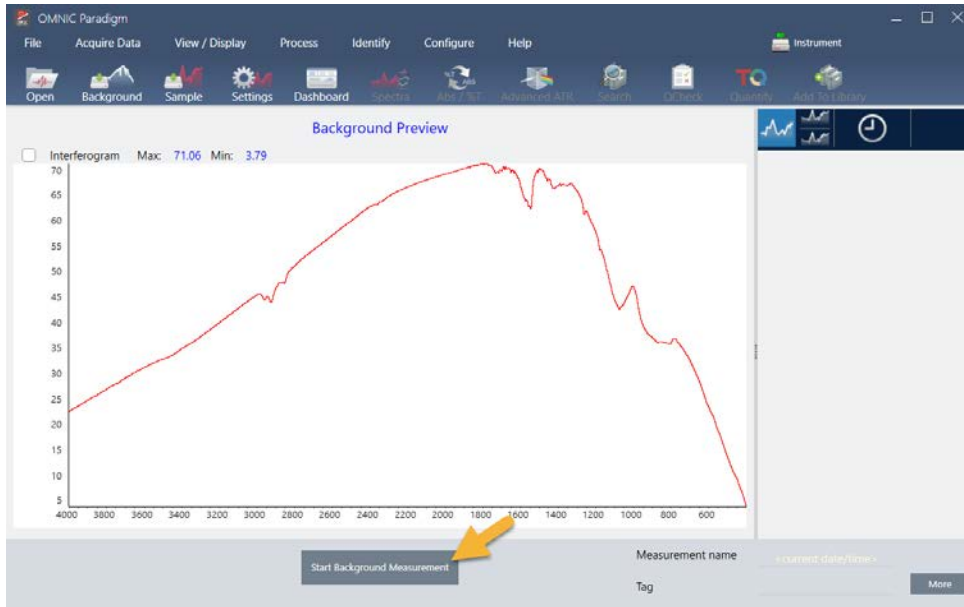 OMNIC Paradigm
File Acquire Data View / Display Process Identify Configure Help Instrument
Open Background Sample Settings Dashboard Spectra Abs / %T Advanced ATR Search QCheck Quantify Add To Library
%T ABS
TQ
Background Preview
Interferogram Max: 71.06 Min: 3.79
70
65
60
55
50
45
40
35
30
25
20
15
10
5
4000 3800 3600 3400 3200 3000 2800 2600 2400 2200 2000 1800 1600 1400 1200 1000 800 600
Start Background Measurement
Measurement name <current date/time>
Tag
More